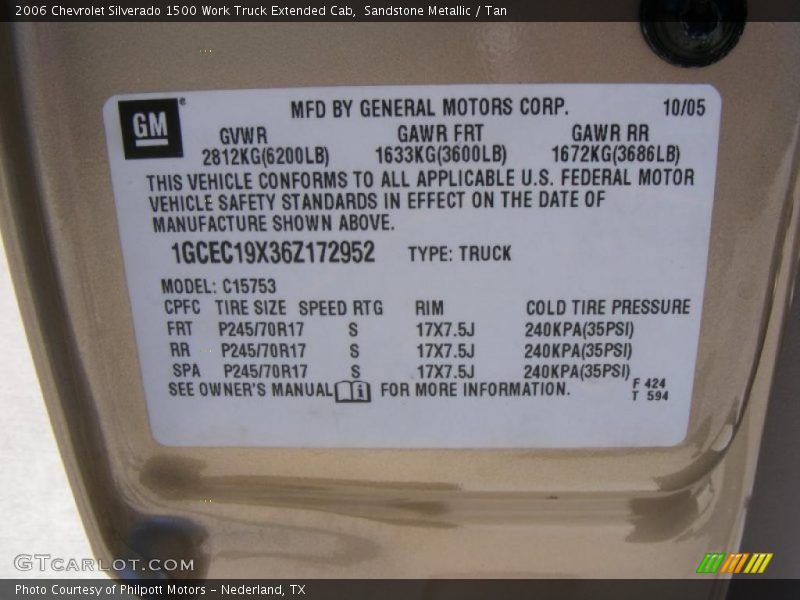 2006 Chevrolet Silverado 1500 Work Truck Extended Cab, Sandstone Metallic / Tan
GM® MFD BY GENERAL MOTORS CORP. 10/05
GVWR GAWR FRT GAWR RR
2812KG(6200LB) 1633KG(3600LB) 1672KG(3686LB)
THIS VEHICLE CONFORMS TO ALL APPLICABLE U.S. FEDERAL MOTOR
VEHICLE SAFETY STANDARDS IN EFFECT ON THE DATE OF
MANUFACTURE SHOWN ABOVE.
1GCEC19X36Z172952 TYPE: TRUCK
MODEL: C15753
CPFC TIRE SIZE SPEED RTG RIM COLD TIRE PRESSURE
FRT P245/70R17 S 17X7.5J 240KPA(35PSI)
RR P245/70R17 S 17X7.5J 240KPA(35PSI)
SPA P245/70R17 S 17X7.5J 240KPA(35PSI)
SEE OWNER'S MANUAL i FOR MORE INFORMATION.
F 424
T 594
GTCARLOT.COM
Photo Courtesy of Philpott Motors - Nederland, TX